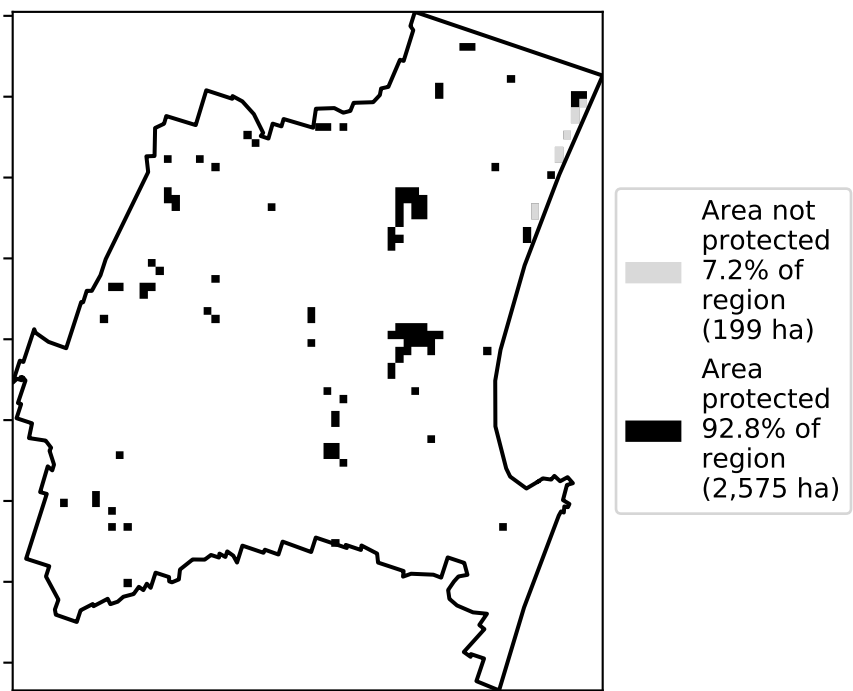 Area not
protected
7.2% of
region
(199 ha)
Area
protected
92.8% of
region
(2,575 ha)